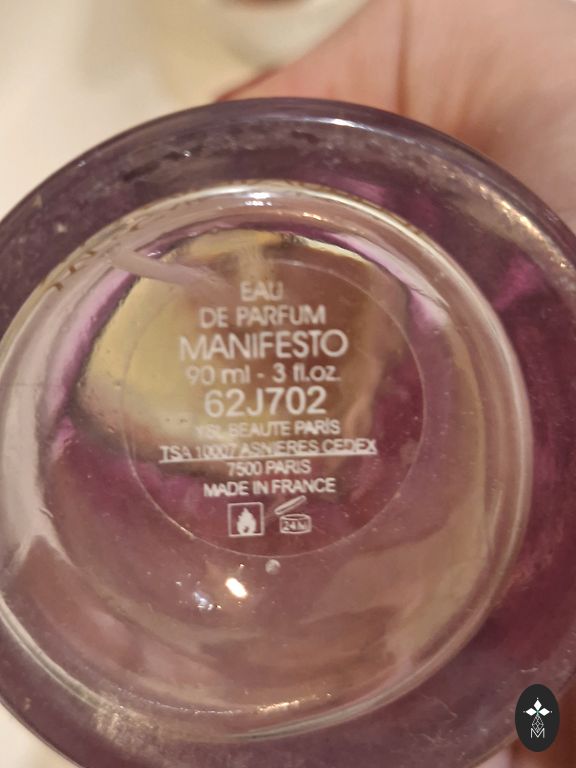 EAU
DE PARFUM
MANIFESTO
90 ml - 3 fl.oz.
62J702
YSL BEAUTE PARIS
TSA 10007 ASNIERES CEDEX
7500 PARIS
MADE IN FRANCE
24 M
M